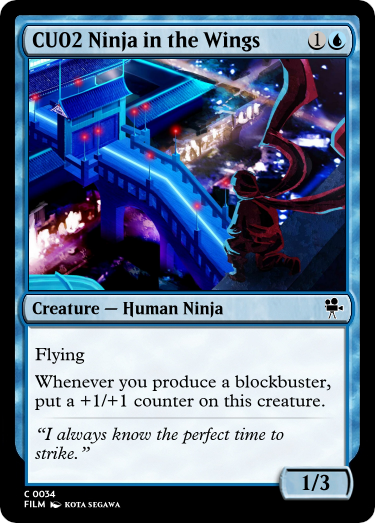 CU02 Ninja in the Wings 1
Creature — Human Ninja
Flying
Whenever you produce a blockbuster,
put a +1/+1 counter on this creature.
“I always know the perfect time to
strike.”
1/3
C 0034
FILM KOTA SEGAWA